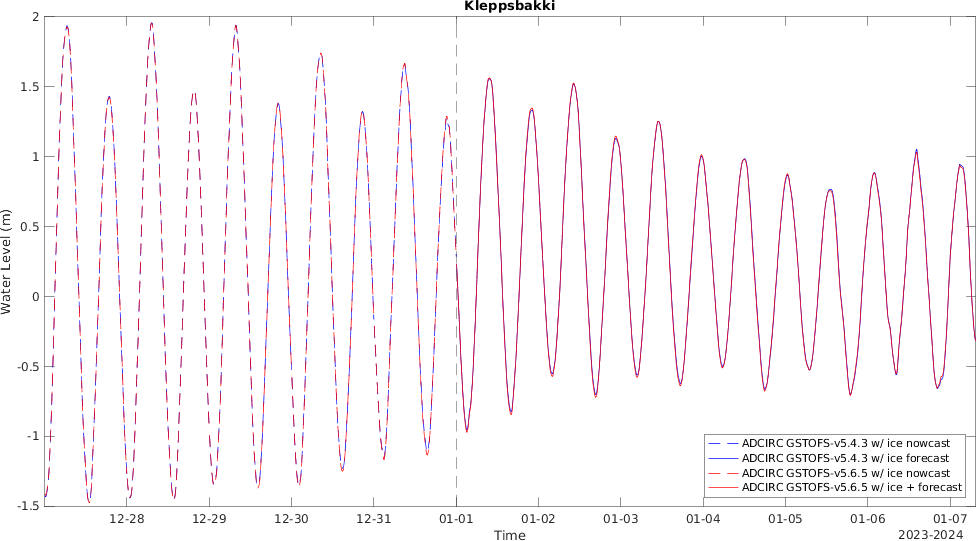 Kleppsbakki
2
1.5
1
0.5
0
-0.5
-1
-1.5
Water Level (m)
12-28 12-29 12-30 12-31 01-01 01-02 01-03 01-04 01-05 01-06 01-07
Time
2023-2024
ADCIRC GSTOFS-v5.4.3 w/ ice nowcast
ADCIRC GSTOFS-v5.4.3 w/ ice forecast
ADCIRC GSTOFS-v5.6.5 w/ ice nowcast
ADCIRC GSTOFS-v5.6.5 w/ ice + forecast